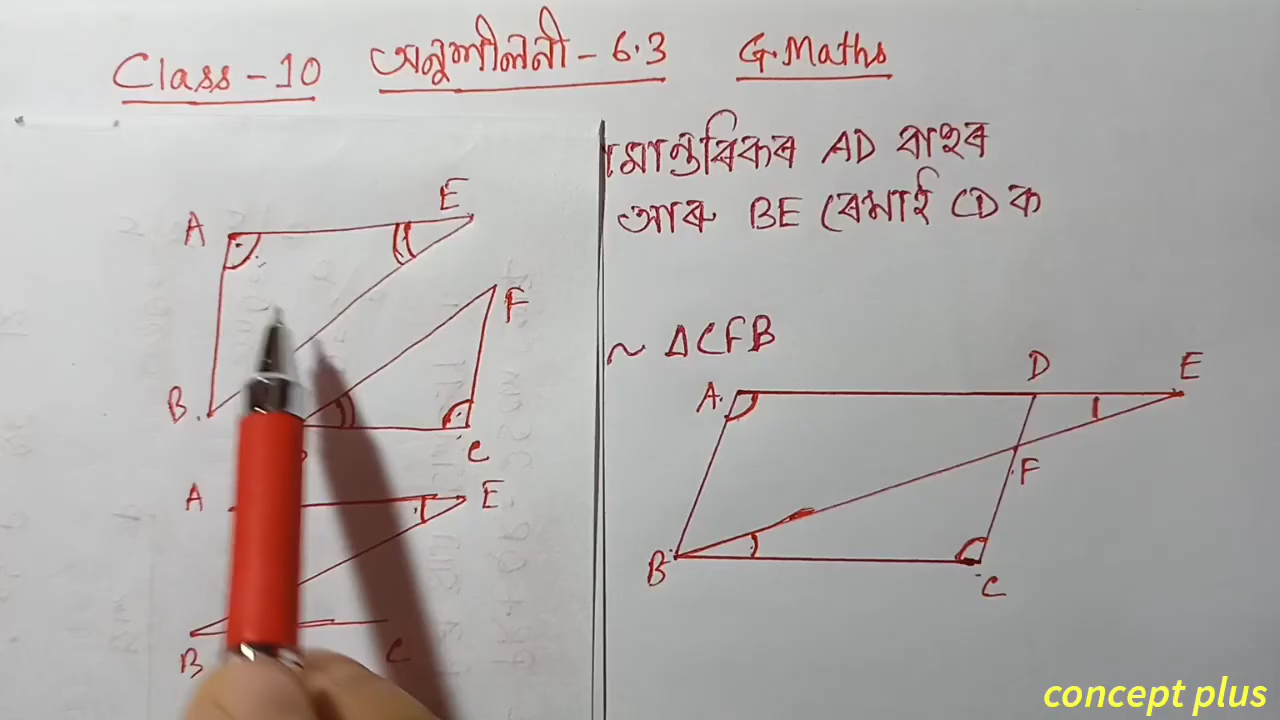 Class - 10 অনুশীলনী - 6.3 G.Maths
মান্তৰিকৰ AD বাহুৰ
আৰু BE ৰেখাই CD ক
~ ΔCFB
A E
F
B C
A E
B C
A D E
F
B C
concept plus